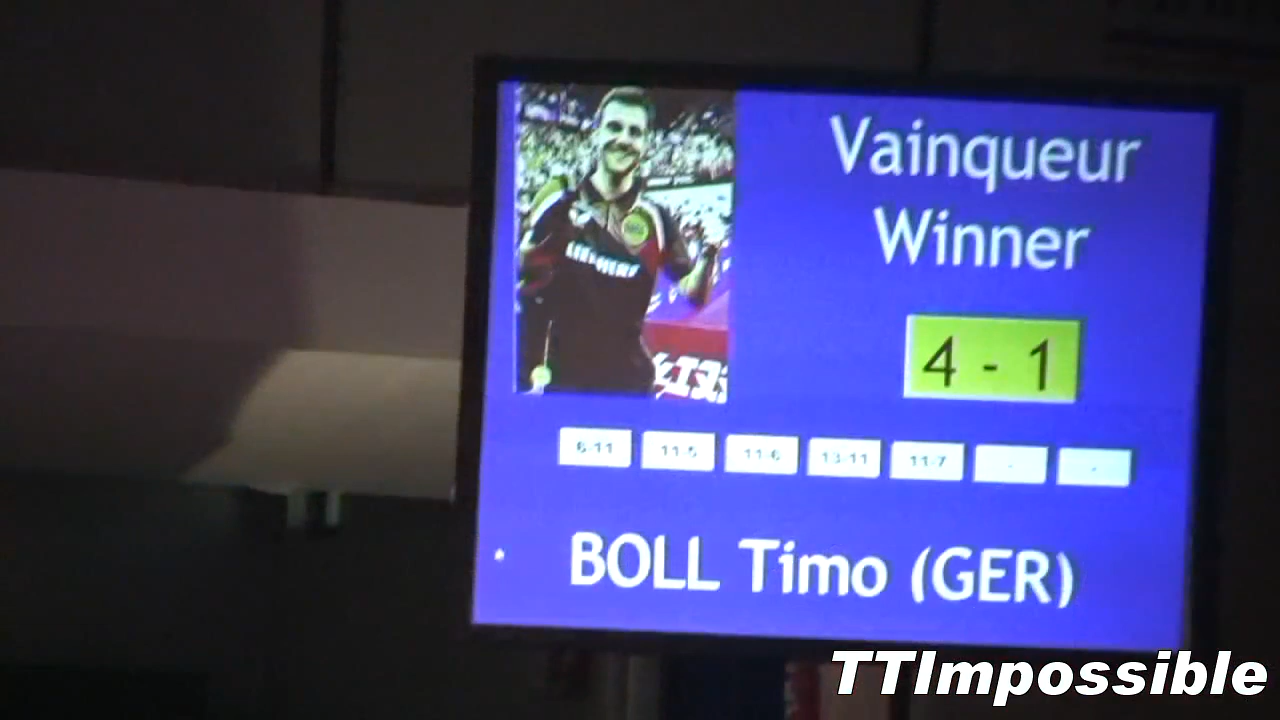 Vainqueur
Winner
4 - 1
6-11 11-5 11-6 13-11 11-7 - -
BOLL Timo (GER)
TTImpossible